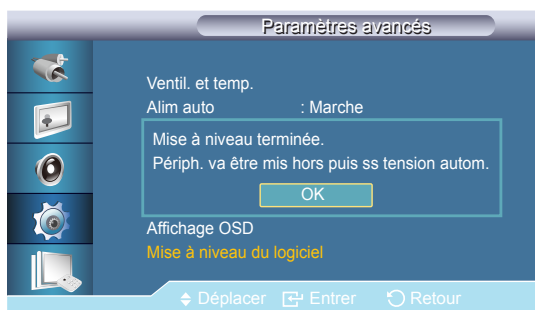 Paramètres avancés
Ventil. et temp.
Alim auto : Marche
Mise à niveau terminée.
Périph. va être mis hors puis ss tension autom.
OK
Affichage OSD
Mise à niveau du logiciel
Déplacer Entrer Retour